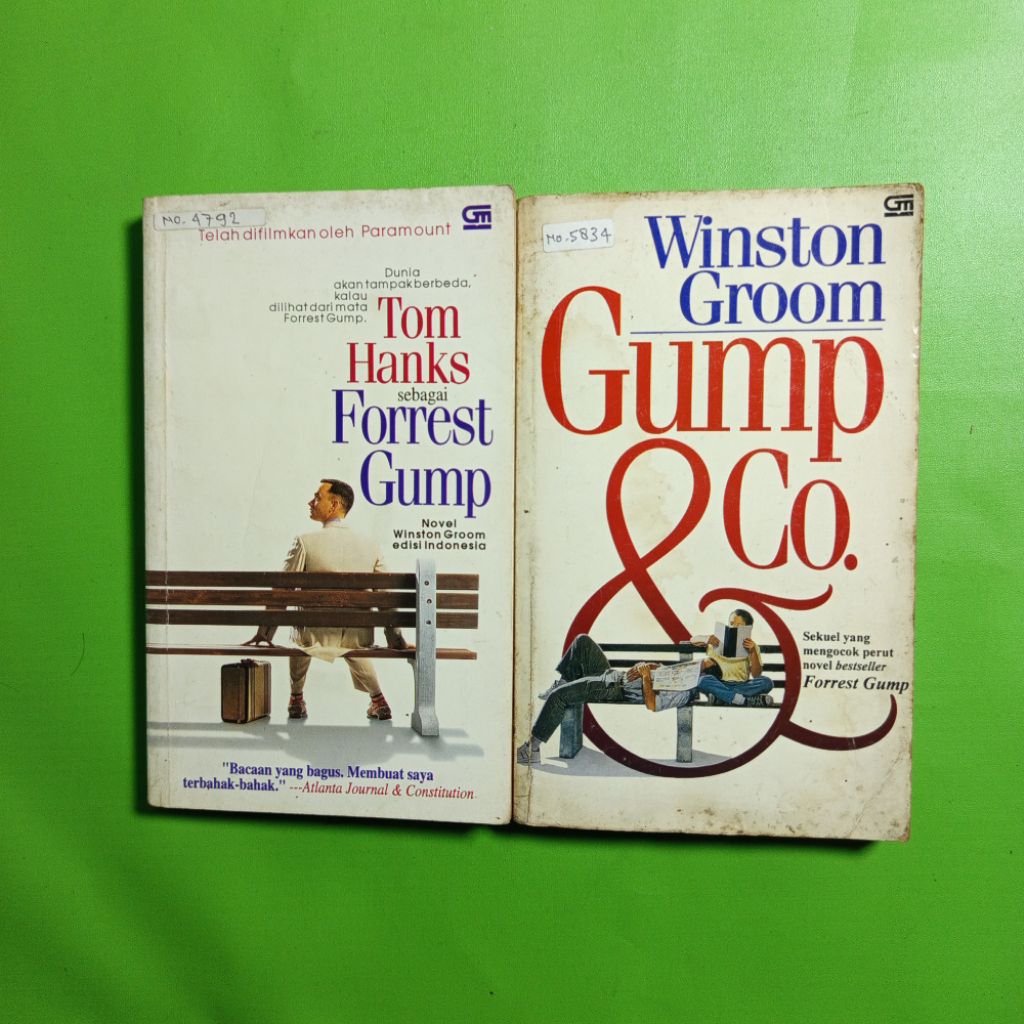 No. 4792
GM
Telah difilmkan oleh Paramount
Dunia
akan tampak berbeda,
kalau
dilihat dari mata
Forrest Gump.
Tom
Hanks
sebagai
Forrest
Gump
Novel
Winston Groom
edisi Indonesia
"Bacaan yang bagus. Membuat saya
terbahak-bahak." ---Atlanta Journal & Constitution
No. 5834
GM
Winston
Groom
Gump
& Co.
Sekuel yang
mengocok perut
novel bestseller
Forrest Gump